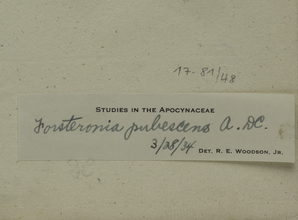 17-81/48
STUDIES IN THE APOCYNACEAE
Forsteronia pubescens A. DC.
3/28/34
DET. R. E. WOODSON, JR.